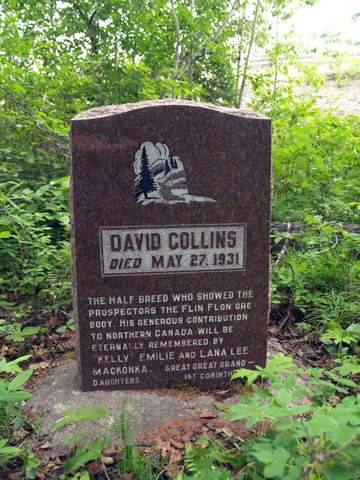 DAVID COLLINS
DIED MAY 27, 1931
THE HALF BREED WHO SHOWED THE
PROSPECTORS THE FLIN FLON ORE
BODY. HIS GENEROUS CONTRIBUTION
TO NORTHERN CANADA WILL BE
ETERNALLY REMEMBERED BY
KELLY EMILIE AND LANA LEE
MACKONKA. GREAT GREAT GRAND
DAUGHTERS. 1ST CORINTH